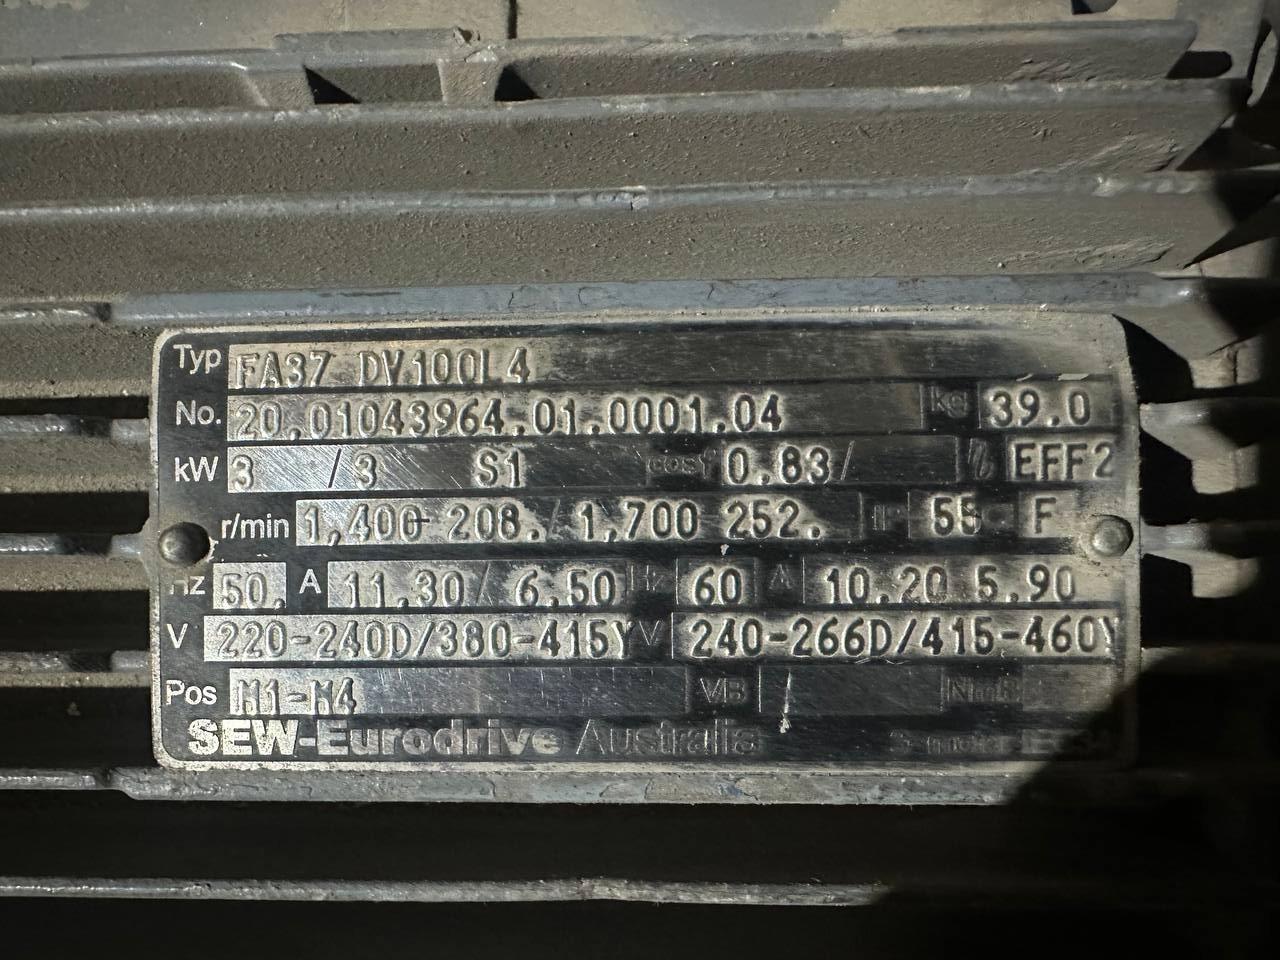 Typ FA37 DV100L4
No. 20.01043964.01.0001.04 kg 39.0
kW 3 /3 S1 cosφ 0.83/ η EFF2
r/min 1,400 208. / 1,700 252. IP 55 F
Hz 50. A 11.30/ 6.50 Hz 60 A 10.20 5.90
V 220-240D/380-415Y V 240-266D/415-460Y
Pos M1-M4 VB Nm
SEW-Eurodrive Australia